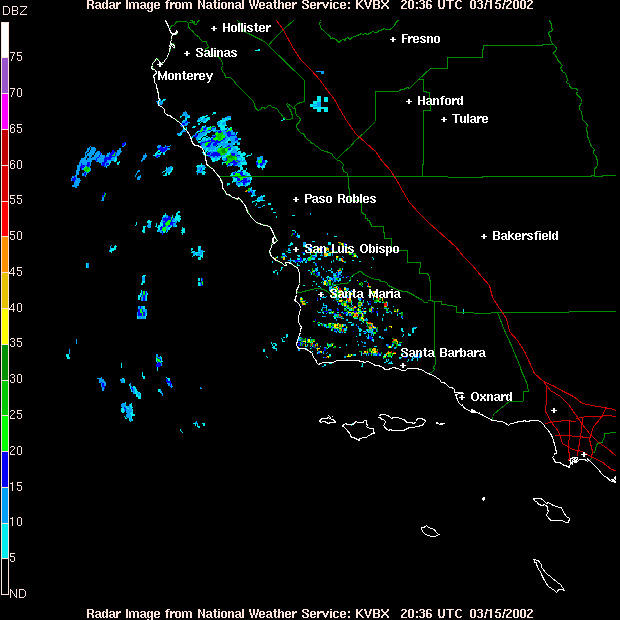 DBZ
Radar Image from National Weather Service: KVBX 20:36 UTC 03/15/2002
Hollister
Fresno
Salinas
75
Monterey
70
Hanford
Tulare
65
60
55
Paso Robles
50
Bakersfield
San Luis Obispo
45
Santa Maria
40
35
Santa Barbara
30
Oxnard
25
20
15
10
5
ND
Radar Image from National Weather Service: KVBX 20:36 UTC 03/15/2002